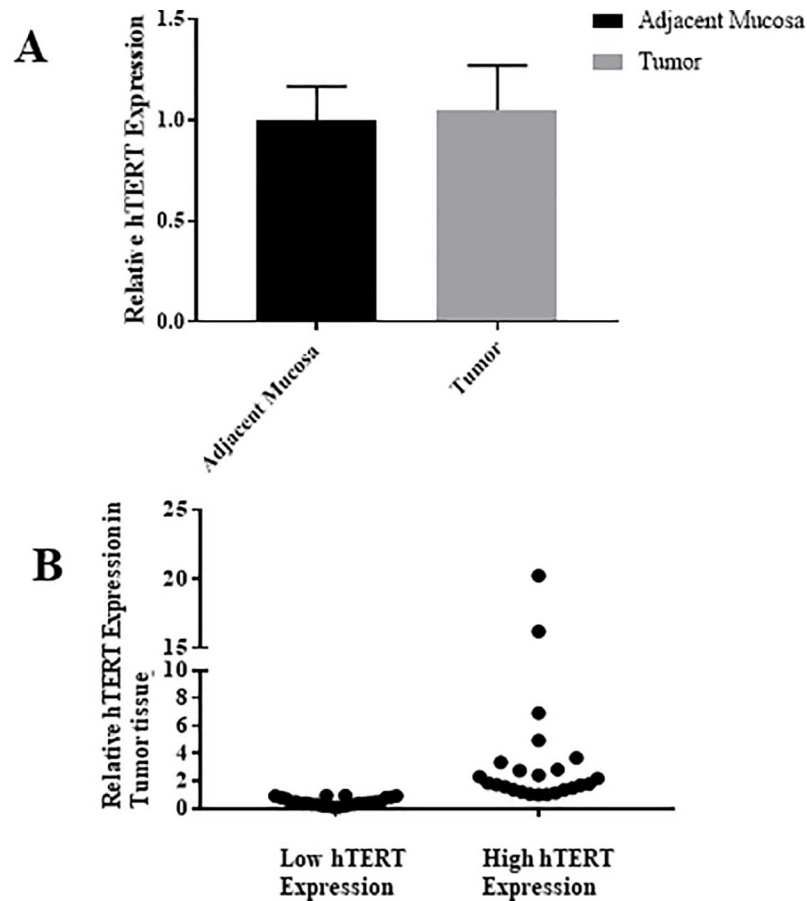 A
Relative hTERT Expression
1.5
1.0
0.5
0.0
Adjacent Mucosa
Tumor
Adjacent Mucosa
Tumor
B
Relative hTERT Expression in
Tumor tissue
25
20
15
10
8
6
4
2
0
Low hTERT
Expression
High hTERT
Expression